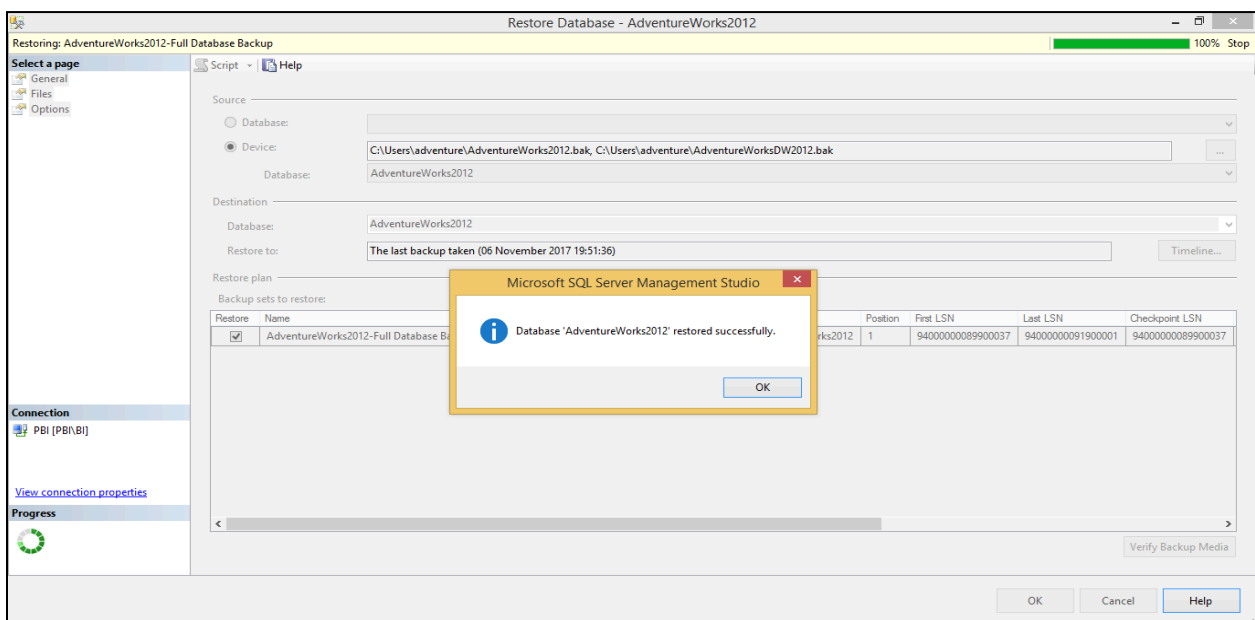 Restore Database - AdventureWorks2012
Restoring: AdventureWorks2012-Full Database Backup
100% Stop
Select a page
General
Files
Options
Script
Help
Source
Database:
Device:
C:\Users\adventure\AdventureWorks2012.bak, C:\Users\adventure\AdventureWorksDW2012.bak
...
Database:
AdventureWorks2012
Destination
Database:
AdventureWorks2012
Restore to:
The last backup taken (06 November 2017 19:51:36)
Timeline...
Restore plan
Backup sets to restore:
Restore Name Position First LSN Last LSN Checkpoint LSN
AdventureWorks2012-Full Database Ba rks2012 1 94000000089900037 94000000091900001 94000000089900037
Microsoft SQL Server Management Studio
Database 'AdventureWorks2012' restored successfully.
OK
Connection
PBI [PBI\BI]
View connection properties
Progress
Verify Backup Media
OK Cancel Help